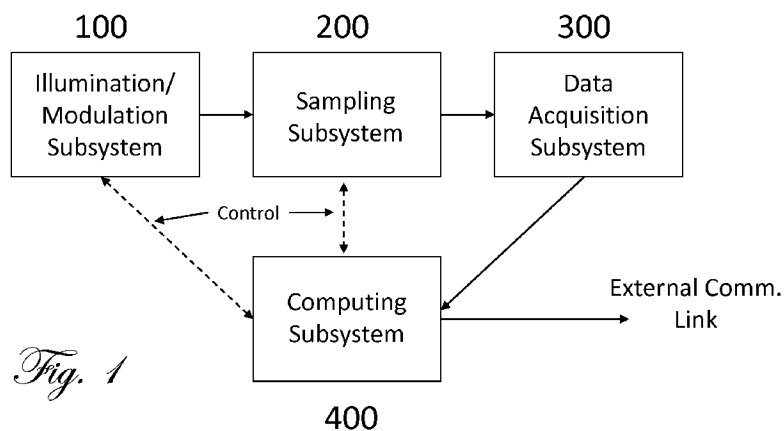 100
200
300
Illumination/
Modulation
Subsystem
Sampling
Subsystem
Data
Acquisition
Subsystem
Control
Computing
Subsystem
External Comm.
Link
Fig. 1
400